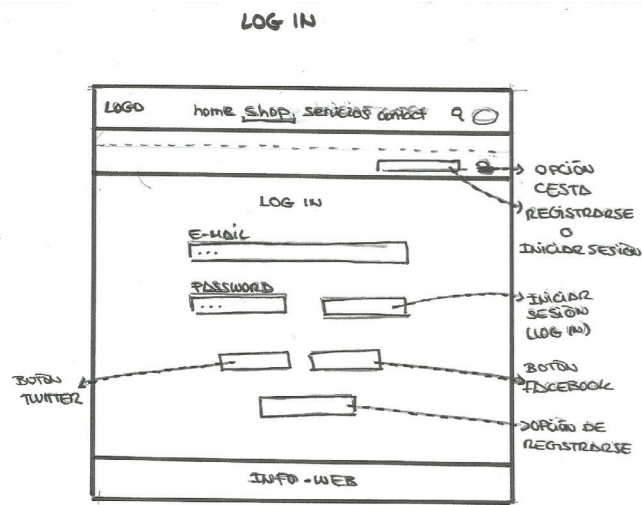 LOG IN
LOGO home shop servicios contact
OPCIÓN
CESTA
REGISTRARSE
O
INICIAR SESIÓN
LOG IN
E-MAIL
...
PASSWORD
...
INICIAR
SESIÓN
(LOG IN)
BOTÓN
TWITTER
BOTÓN
FACEBOOK
OPCIÓN DE
REGISTRARSE
INFO-WEB